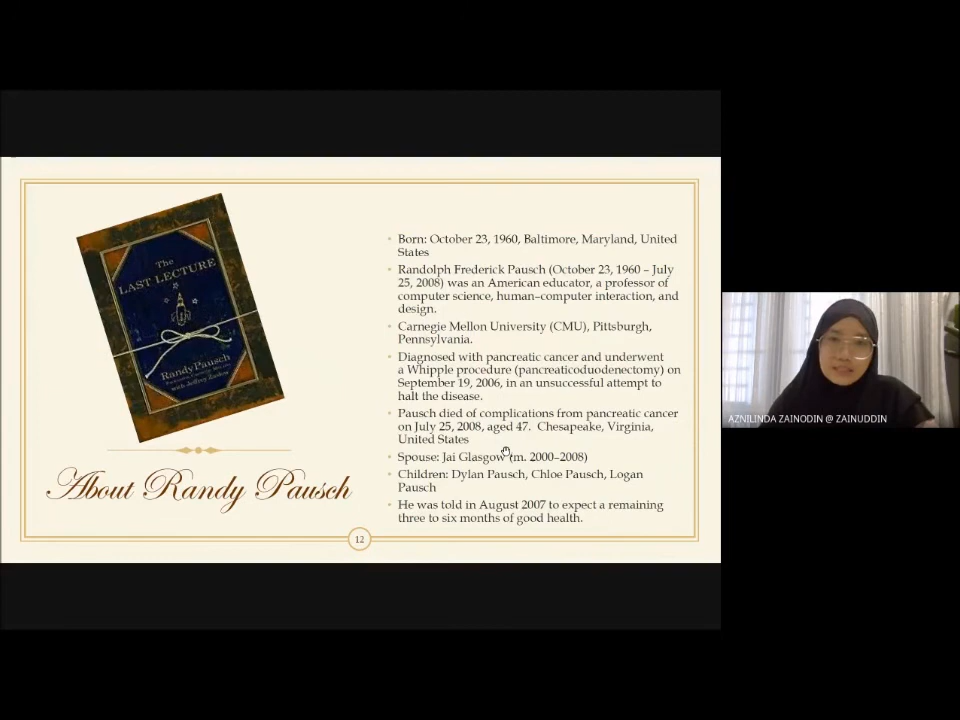 The
LAST LECTURE
Randy Pausch
with Jeffrey Zaslow
About Randy Pausch
Born: October 23, 1960, Baltimore, Maryland, United
States
Randolph Frederick Pausch (October 23, 1960 – July
25, 2008) was an American educator, a professor of
computer science, human–computer interaction, and
design.
Carnegie Mellon University (CMU), Pittsburgh,
Pennsylvania.
Diagnosed with pancreatic cancer and underwent
a Whipple procedure (pancreaticoduodenectomy) on
September 19, 2006, in an unsuccessful attempt to
halt the disease.
Pausch died of complications from pancreatic cancer
on July 25, 2008, aged 47. Chesapeake, Virginia,
United States
Spouse: Jai Glasgow (m. 2000–2008)
Children: Dylan Pausch, Chloe Pausch, Logan
Pausch
He was told in August 2007 to expect a remaining
three to six months of good health.
12
AZNILINDA ZAINODIN @ ZAINUDDIN